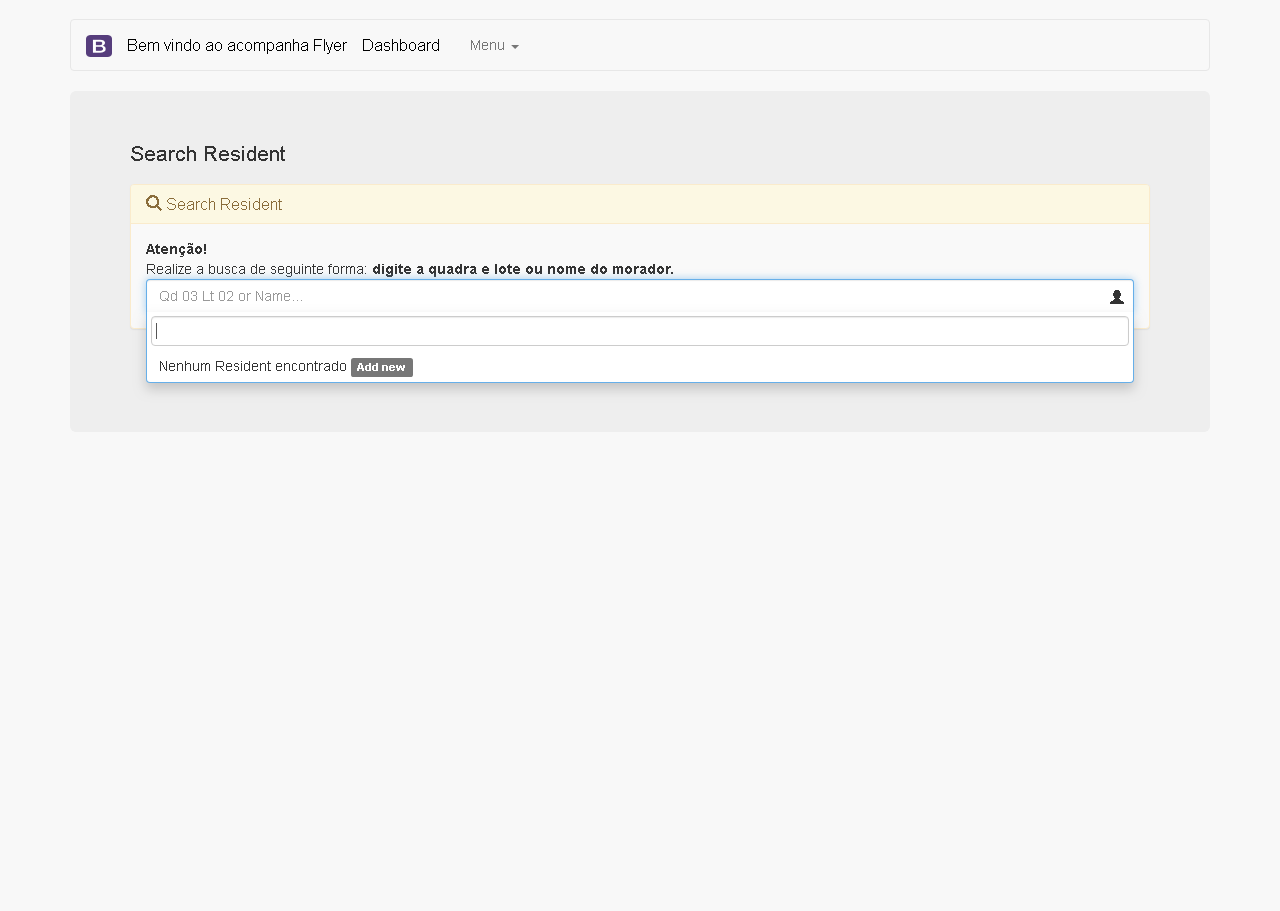 B Bem vindo ao acompanha Flyer Dashboard Menu
Search Resident
Search Resident
Atenção!
Realize a busca de seguinte forma: digite a quadra e lote ou nome do morador.
Qd 03 Lt 02 or Name...
Nenhum Resident encontrado Add new